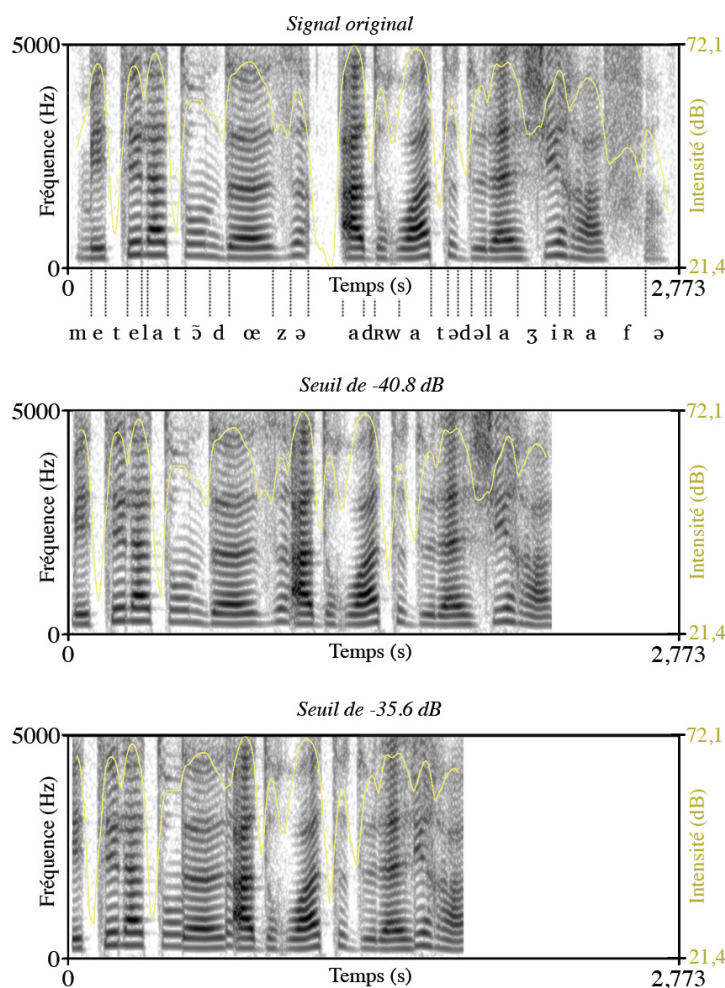 Signal original
5000
72,1
Fréquence (Hz)
Intensité (dB)
0
21,4
0
Temps (s)
2,773
m e t e l a t ɔ̃ d œ z ə a d ʀ w a t ə d ə l a ʒ i ʀ a f ə
Seuil de -40.8 dB
5000
72,1
Fréquence (Hz)
Intensité (dB)
0
21,4
0
Temps (s)
2,773
Seuil de -35.6 dB
5000
72,1
Fréquence (Hz)
Intensité (dB)
0
21,4
0
Temps (s)
2,773